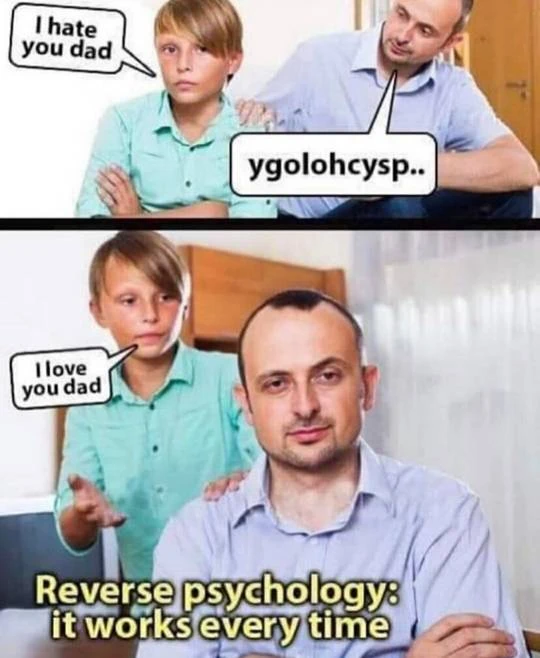 I hate
you dad
ygolohcysp..
I love
you dad
Reverse psychology:
it works every time